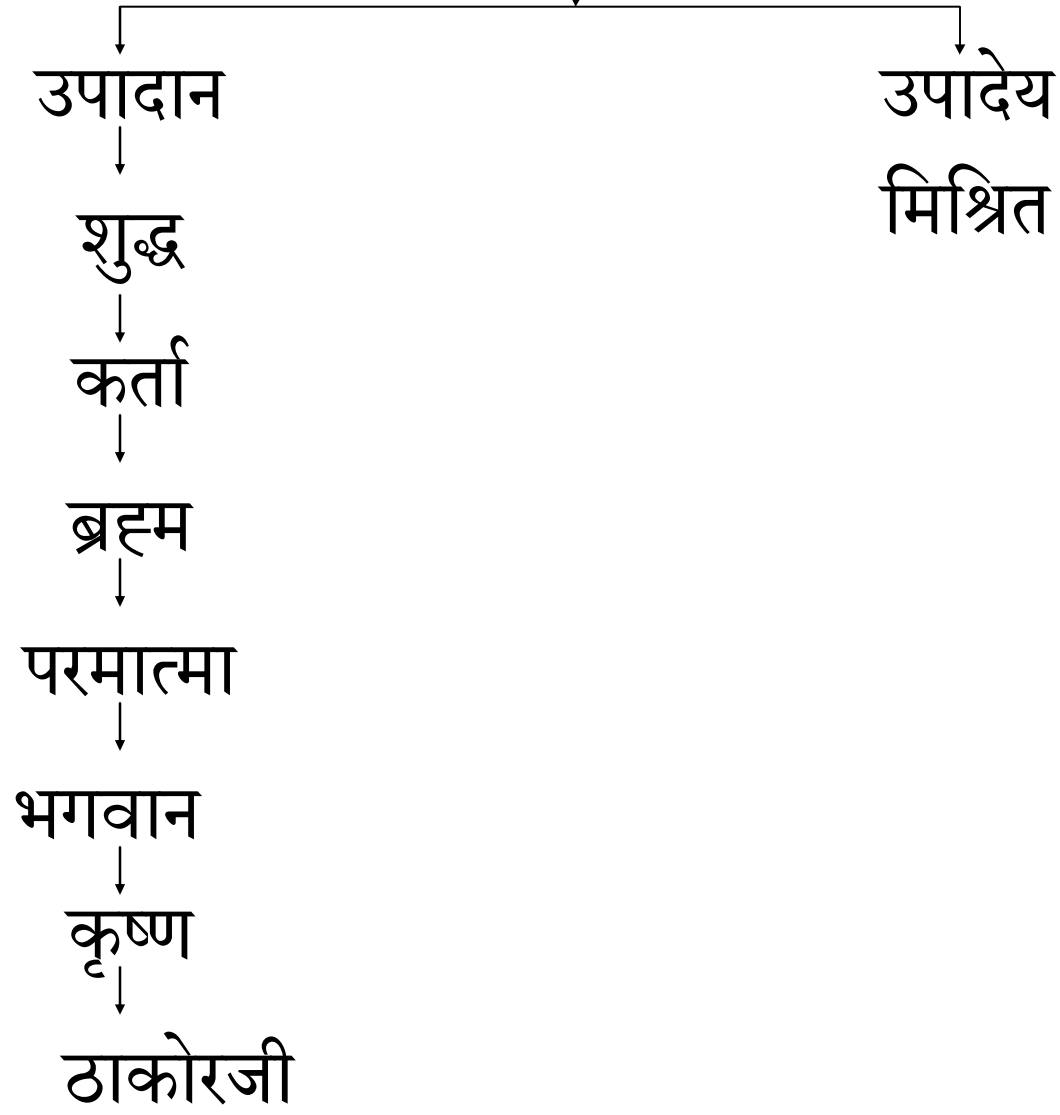 उपादान उपादेय
मिश्रित
शुद्ध
कर्ता
ब्रह्म
परमात्मा
भगवान
कृष्ण
ठाकोरजी